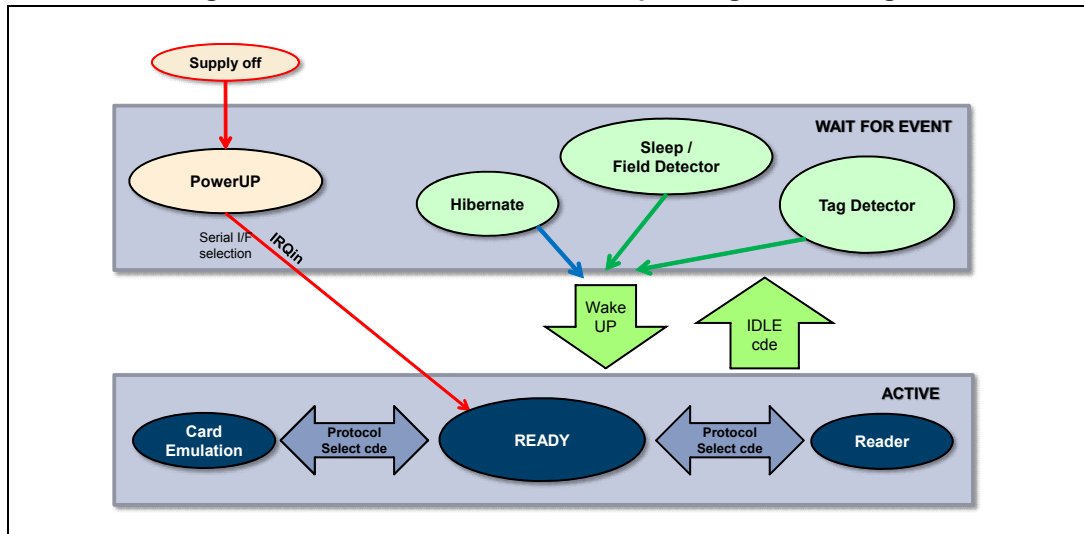 Supply off
WAIT FOR EVENT
Sleep /
Field Detector
PowerUP
Hibernate
Tag Detector
Serial I/F
selection
IRQin
Wake
UP
IDLE
cde
ACTIVE
Card
Emulation
Protocol
Select cde
READY
Protocol
Select cde
Reader